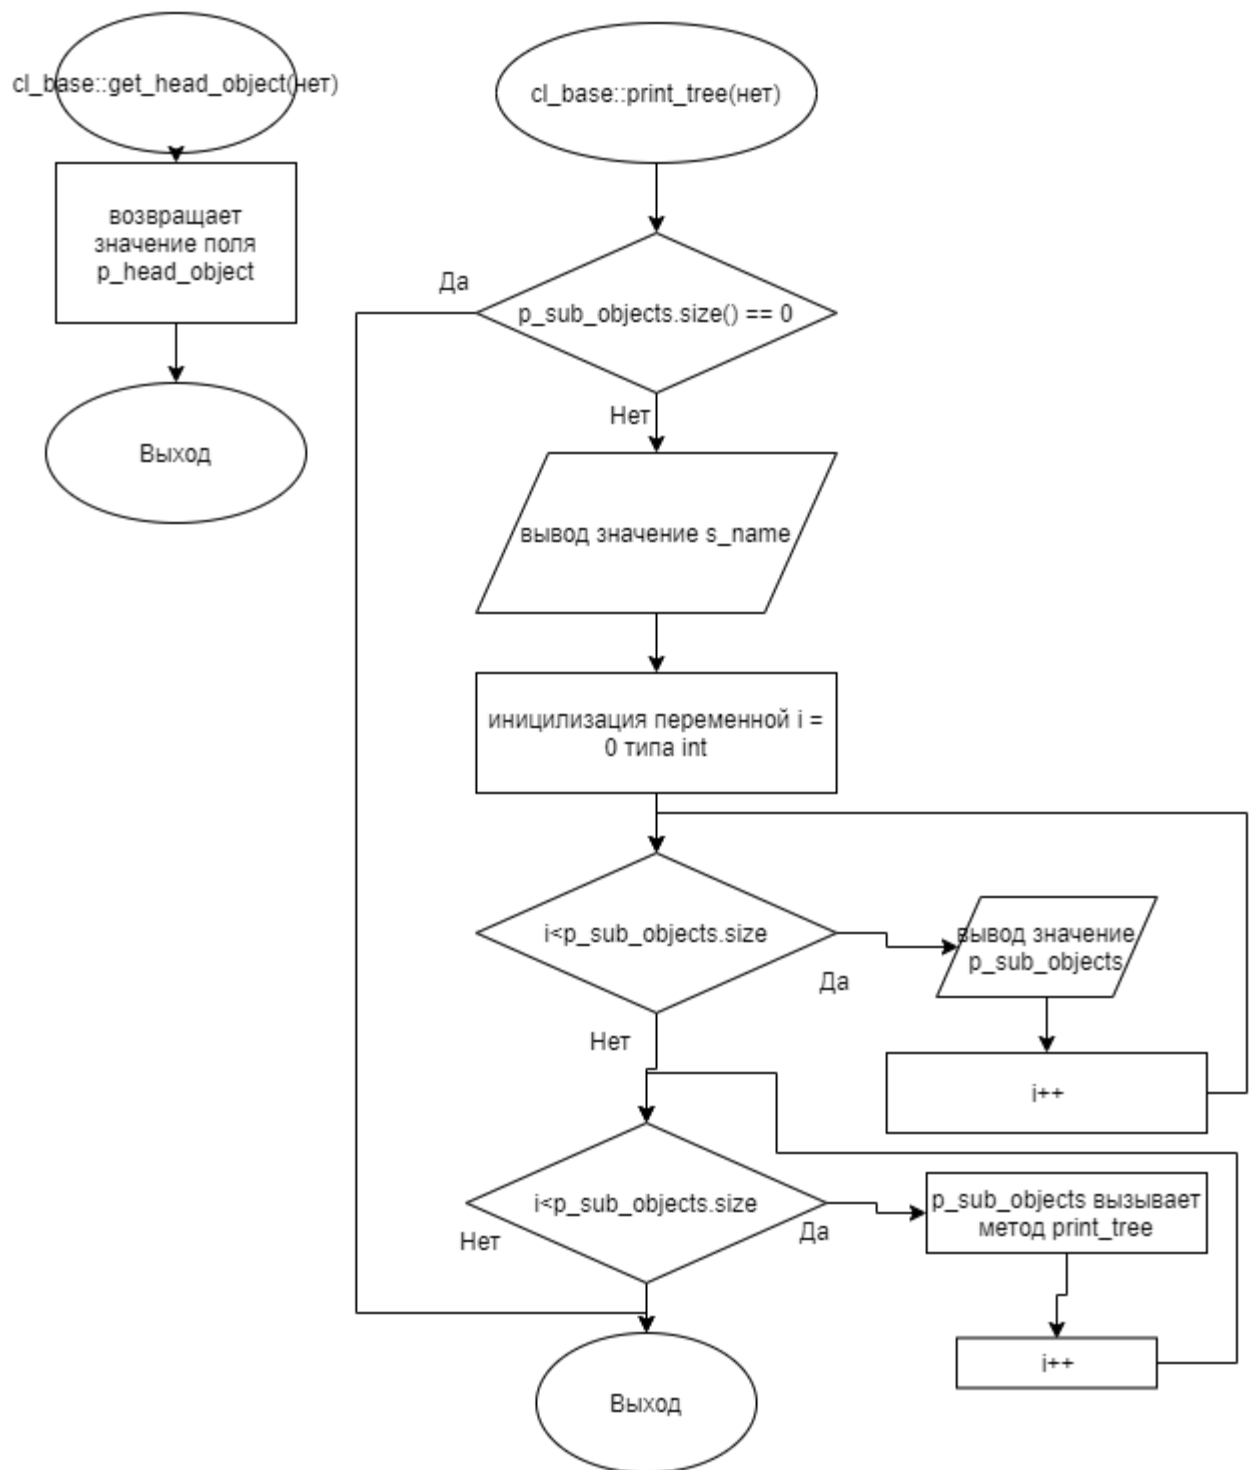 cl_base::get_head_object(нет)
возвращает
значение поля
p_head_object
Выход
cl_base::print_tree(нет)
Да
p_sub_objects.size() == 0
Нет
вывод значение s_name
иницилизация переменной i =
0 типа int
i<p_sub_objects.size
Да
вывод значение
p_sub_objects
i++
Нет
i<p_sub_objects.size
Нет
Да
p_sub_objects вызывает
метод print_tree
i++
Выход